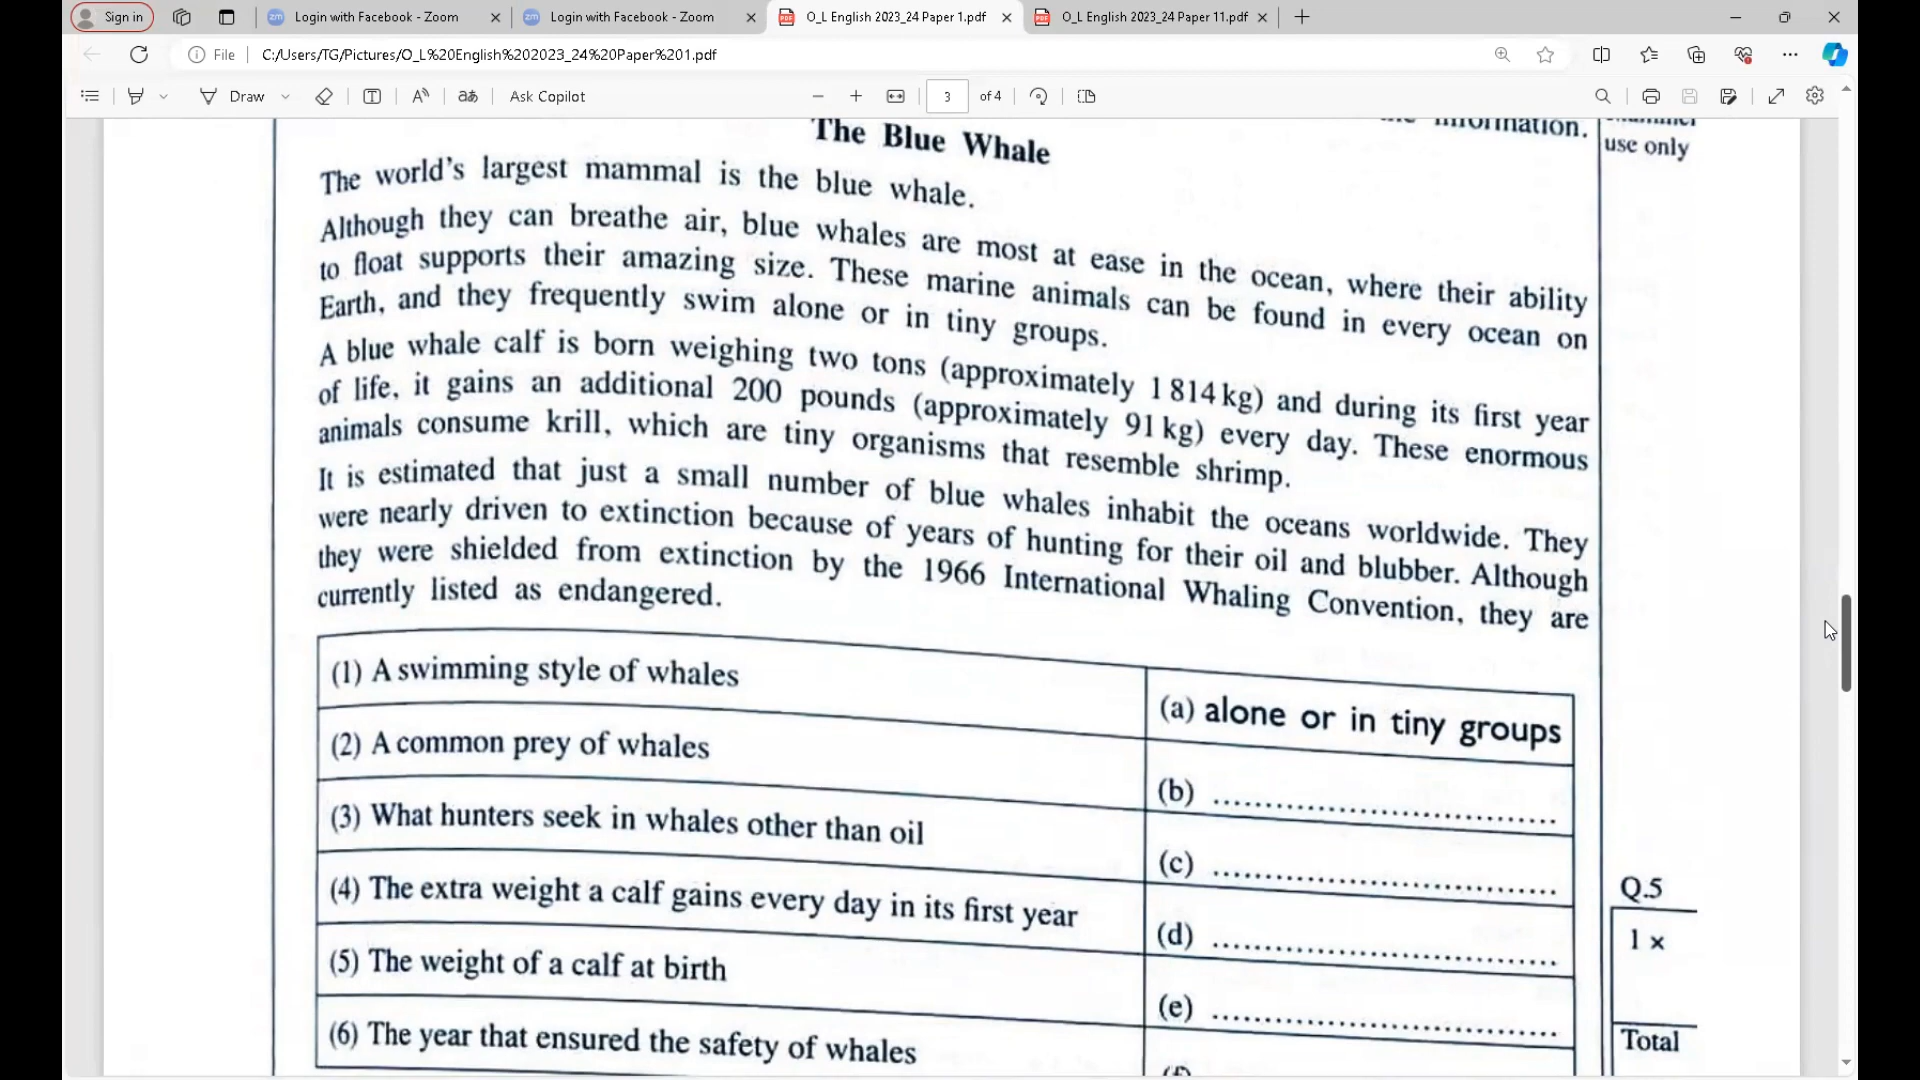 Sign in
Login with Facebook - Zoom
Login with Facebook - Zoom
O_L English 2023_24 Paper 1.pdf
O_L English 2023_24 Paper 11.pdf
File
C:/Users/TG/Pictures/O_L%20English%202023_24%20Paper%201.pdf
Draw
aあ
Ask Copilot
3 of 4
information.
use only
The Blue Whale
The world's largest mammal is the blue whale.
Although they can breathe air, blue whales are most at ease in the ocean, where their ability
to float supports their amazing size. These marine animals can be found in every ocean on
Earth, and they frequently swim alone or in tiny groups.
A blue whale calf is born weighing two tons (approximately 1 814 kg) and during its first year
of life, it gains an additional 200 pounds (approximately 91 kg) every day. These enormous
animals consume krill, which are tiny organisms that resemble shrimp.
It is estimated that just a small number of blue whales inhabit the oceans worldwide. They
were nearly driven to extinction because of years of hunting for their oil and blubber. Although
they were shielded from extinction by the 1966 International Whaling Convention, they are
currently listed as endangered.
(1) A swimming style of whales
(a) alone or in tiny groups
(2) A common prey of whales
(b) ....................................
(3) What hunters seek in whales other than oil
(c) ....................................
(4) The extra weight a calf gains every day in its first year
(d) ....................................
(5) The weight of a calf at birth
(e) ....................................
(6) The year that ensured the safety of whales
Q.5
1 ×
Total